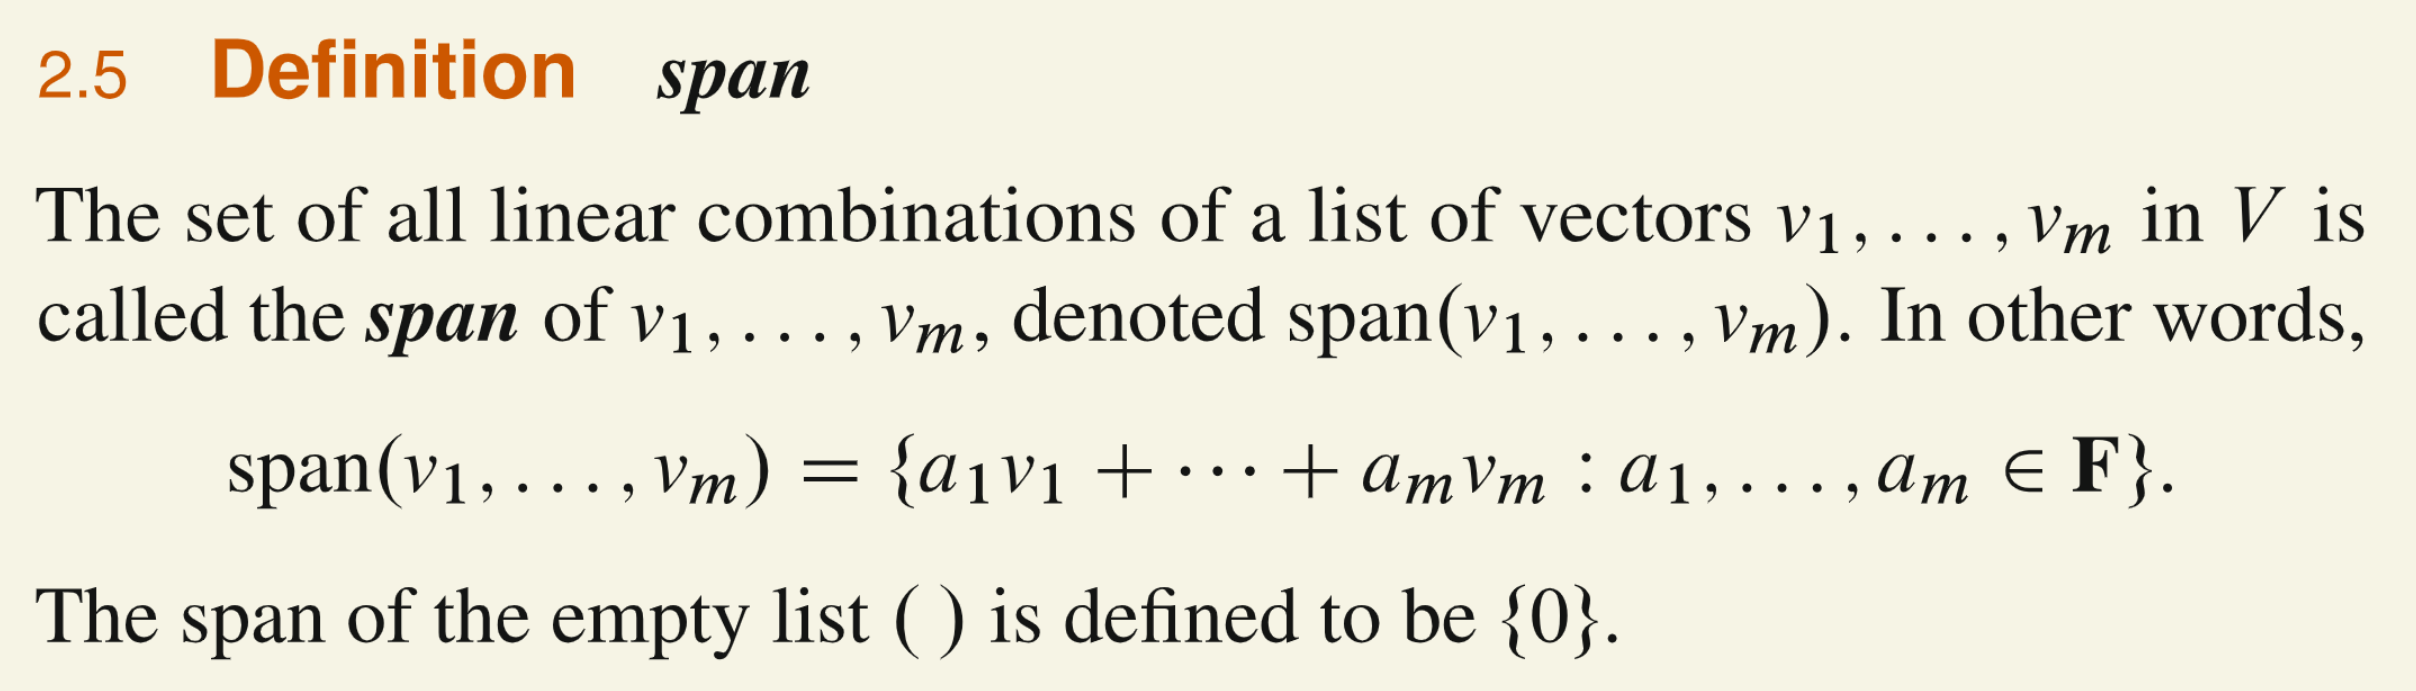 2.5 Definition span
The set of all linear combinations of a list of vectors v₁, . . . , vₘ in V is
called the span of v₁, . . . , vₘ, denoted span(v₁, . . . , vₘ). In other words,
span(v₁, . . . , vₘ) = {a₁v₁ + · · · + aₘvₘ : a₁, . . . , aₘ ∈ F}.
The span of the empty list ( ) is defined to be {0}.